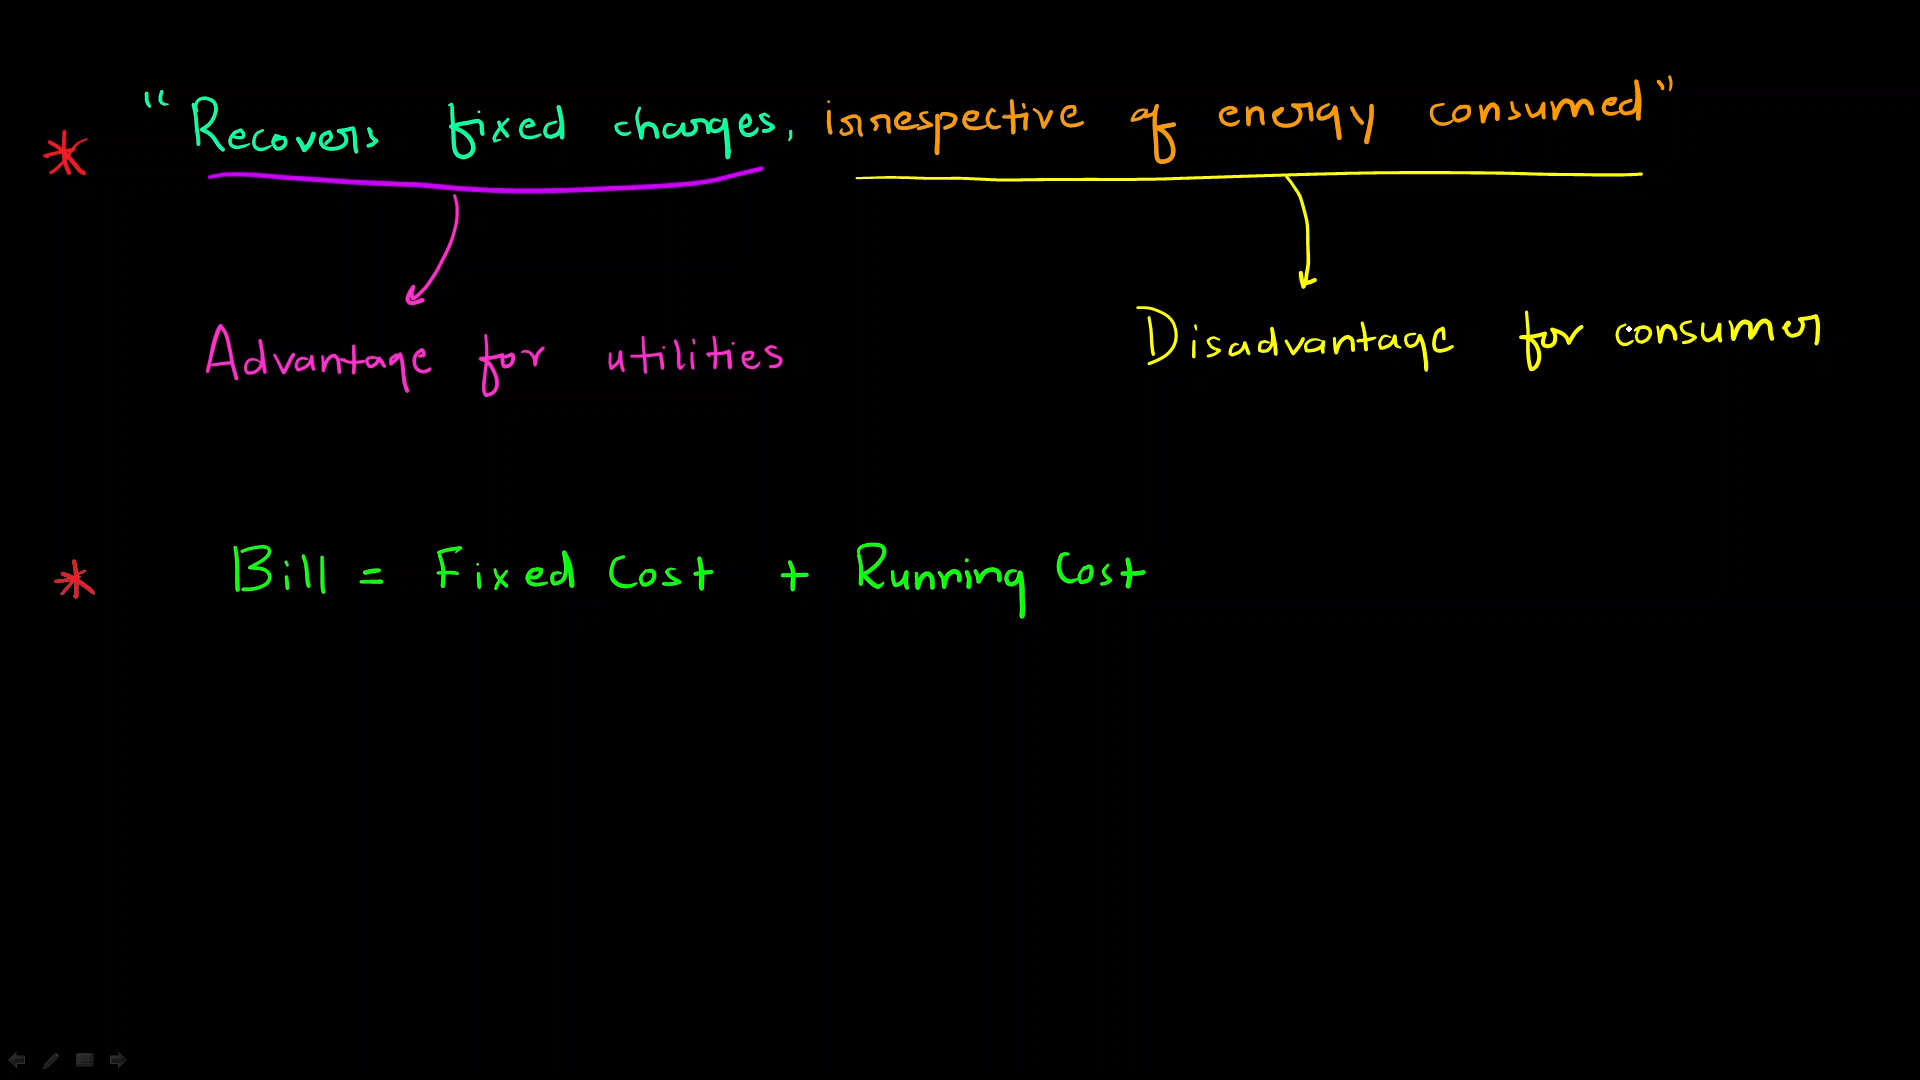 * "Recovers fixed charges, irrespective of energy consumed"
Advantage for utilities
Disadvantage for consumer
* Bill = Fixed Cost + Running Cost